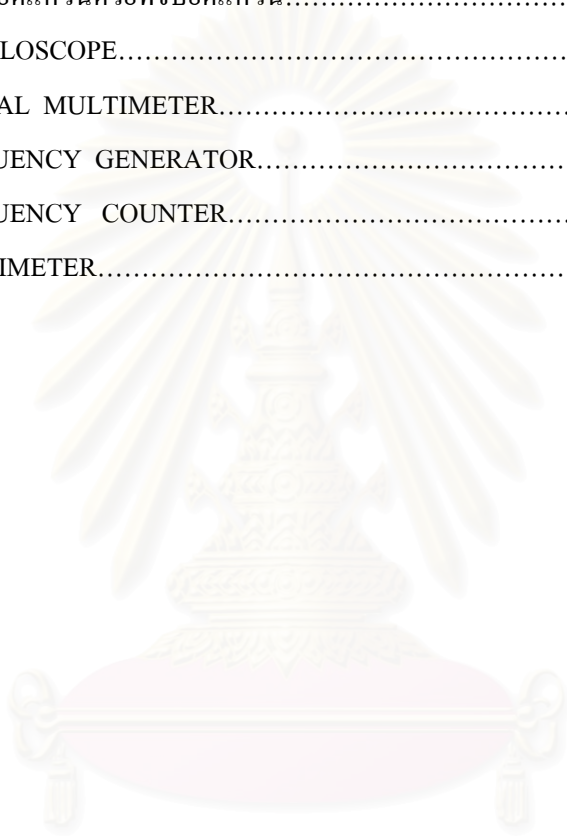 LOSCOPE.......................................................
AL MULTIMETER..........................................
UENCY GENERATOR.....................................
UENCY COUNTER.........................................
IMETER..........................................................